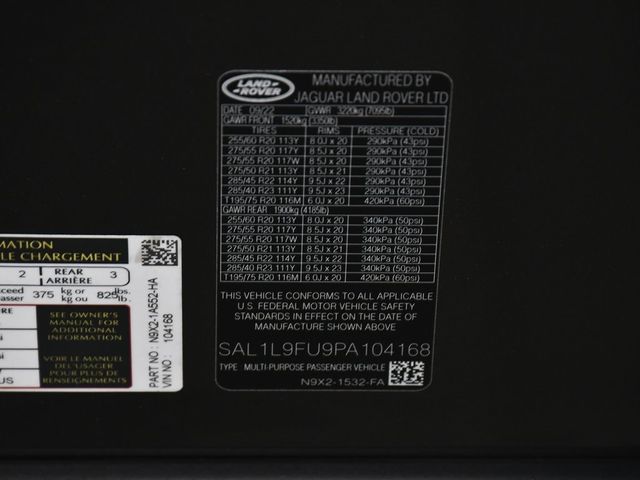 LAND ROVER
MANUFACTURED BY
JAGUAR LAND ROVER LTD
DATE 09/22 GVWR 3220kg (7095lb)
GAWR FRONT 1520kg (3350lb)
TIRES RIMS PRESSURE (COLD)
255/60 R20 113Y 8.0J x 20 290kPa (43psi)
275/55 R20 117Y 8.0J x 20 290kPa (43psi)
275/55 R20 117W 8.0J x 20 290kPa (43psi)
275/50 R21 113Y 8.5J x 21 290kPa (43psi)
285/45 R22 114Y 9.5J x 22 290kPa (43psi)
285/40 R23 111Y 9.5J x 23 290kPa (43psi)
T195/75 R20 116M 6.0J x 20 420kPa (60psi)
GAWR REAR 1900kg (4185lb)
255/60 R20 113Y 8.0J x 20 340kPa (50psi)
275/55 R20 117Y 8.0J x 20 340kPa (50psi)
275/55 R20 117W 8.0J x 20 340kPa (50psi)
275/50 R21 113Y 8.5J x 21 340kPa (50psi)
285/45 R22 114Y 9.5J x 22 340kPa (50psi)
285/40 R23 111Y 9.5J x 23 340kPa (50psi)
T195/75 R20 116M 6.0J x 20 420kPa (60psi)
THIS VEHICLE CONFORMS TO ALL APPLICABLE
U.S. FEDERAL MOTOR VEHICLE SAFETY
STANDARDS IN EFFECT ON THE DATE OF
MANUFACTURE SHOWN ABOVE
SAL1L9FU9PA104168
TYPE: MULTI-PURPOSE PASSENGER VEHICLE
N9X2-1532-FA
MATION
LE CHARGEMENT
2 REAR ARRIÈRE 3
xceed
passer 375 kg or kg ou 825 lbs. lb.
RE
SEE OWNER'S
MANUAL FOR
ADDITIONAL
INFORMATION
VOIR LE MANUEL
DEL'USAGER
POUR PLUS DE
RENSEIGNEMENTS
PART NO : N9X2-1A552-HA
VIN NO : 104168